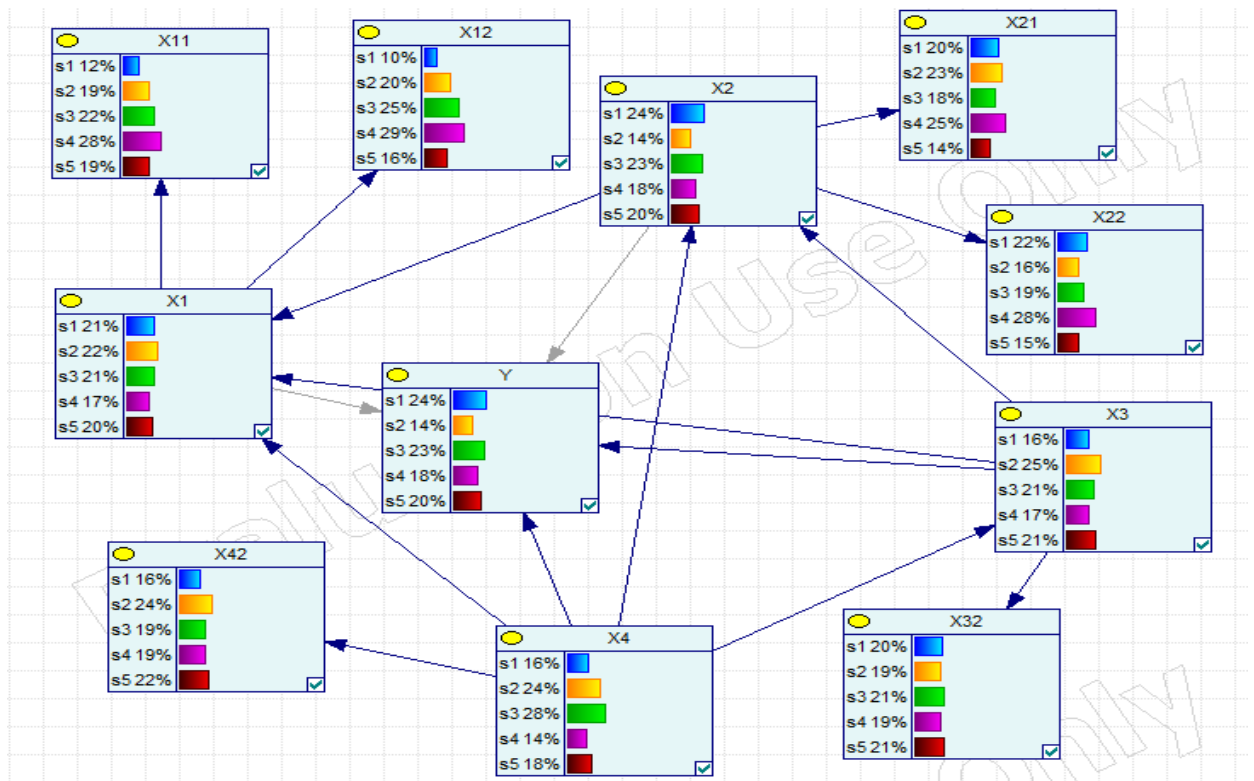 X11
s1 12%
s2 19%
s3 22%
s4 28%
s5 19%
X12
s1 10%
s2 20%
s3 25%
s4 29%
s5 16%
X2
s1 24%
s2 14%
s3 23%
s4 18%
s5 20%
X21
s1 20%
s2 23%
s3 18%
s4 25%
s5 14%
X22
s1 22%
s2 16%
s3 19%
s4 28%
s5 15%
X1
s1 21%
s2 22%
s3 21%
s4 17%
s5 20%
Y
s1 24%
s2 14%
s3 23%
s4 18%
s5 20%
X3
s1 16%
s2 25%
s3 21%
s4 17%
s5 21%
X42
s1 16%
s2 24%
s3 19%
s4 19%
s5 22%
X4
s1 16%
s2 24%
s3 28%
s4 14%
s5 18%
X32
s1 20%
s2 19%
s3 21%
s4 19%
s5 21%
Use Only
only